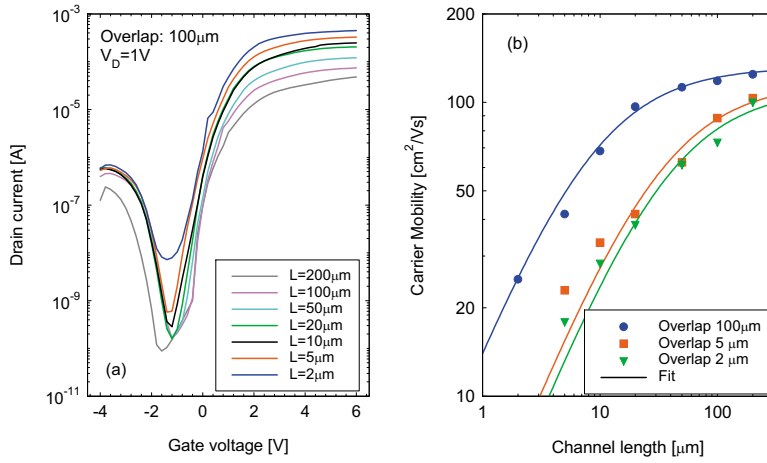 Overlap: 100μm
V_D=1V
10^-3
10^-5
10^-7
10^-9
10^-11
Drain current [A]
-4
-2
0
2
4
6
Gate voltage [V]
(a)
L=200μm
L=100μm
L=50μm
L=20μm
L=10μm
L=5μm
L=2μm
(b)
200
100
50
20
10
Carrier Mobility [cm²/Vs]
1
10
100
Channel length [μm]
Overlap 100μm
Overlap 5 μm
Overlap 2 μm
Fit